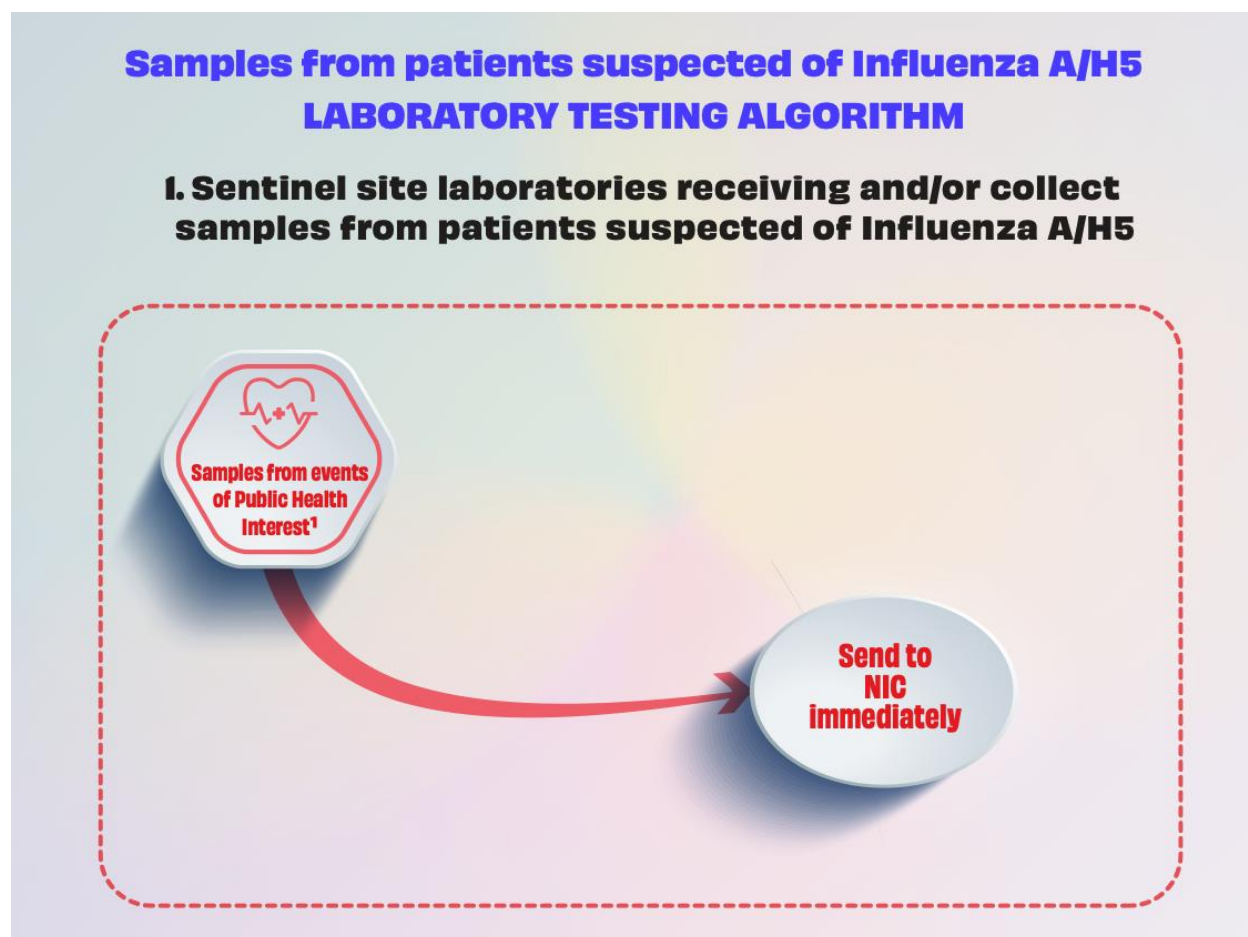 Samples from patients suspected of Influenza A/H5
LABORATORY TESTING ALGORITHM
1. Sentinel site laboratories receiving and/or collect
samples from patients suspected of Influenza A/H5
Samples from events
of Public Health
Interest¹
Send to
NIC
immediately